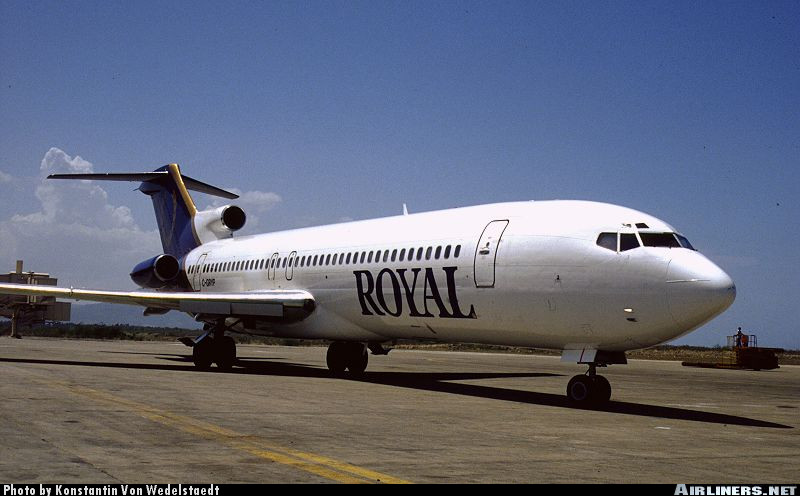 ROYAL
Photo by Konstantin Von Wedelstaedt
AIRLINERS.NET